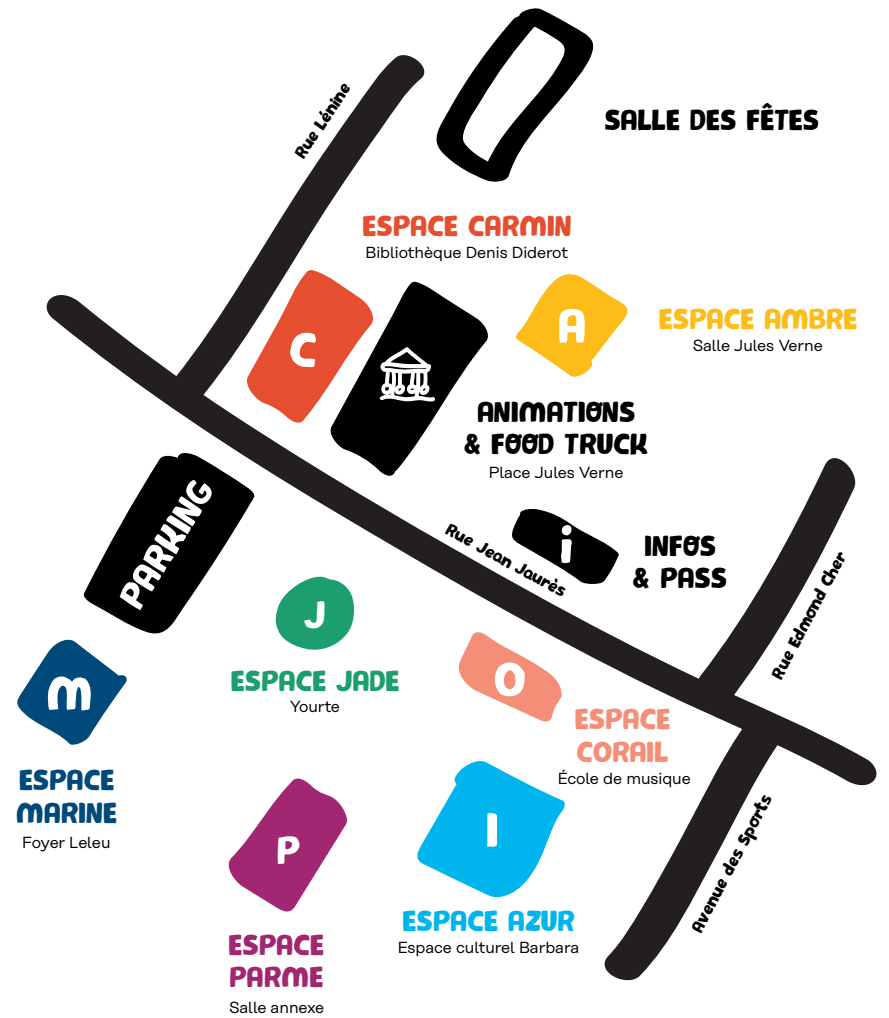 SALLE DES FÊTES
Rue Lénine
ESPACE CARMIN
Bibliothèque Denis Diderot
C
A
ESPACE AMBRE
Salle Jules Verne
ANIMATIONS
& FOOD TRUCK
Place Jules Verne
PARKING
Rue Jean Jaurès
i
INFOS
& PASS
Rue Edmond Cher
J
ESPACE JADE
Yourte
M
ESPACE
MARINE
Foyer Leleu
O
ESPACE
CORAIL
École de musique
P
ESPACE
PARME
Salle annexe
I
ESPACE AZUR
Espace culturel Barbara
Avenue des Sports